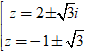 z = 2±√3i
z = −1±√3